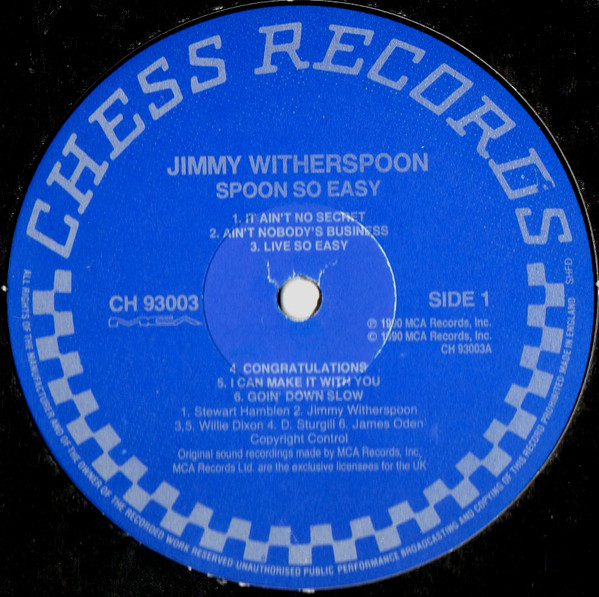 CHESS RECORDS
JIMMY WITHERSPOON
SPOON SO EASY
1. IT AIN'T NO SECRET
2. AIN'T NOBODY'S BUSINESS
3. LIVE SO EASY
CH 93003
MCA
SIDE 1
℗ 1990 MCA Records, Inc.
© 1990 MCA Records, Inc.
CH 93003A
4. CONGRATULATIONS
5. I CAN MAKE IT WITH YOU
6. GOIN' DOWN SLOW
1. Stewart Hamblen 2. Jimmy Witherspoon
3,5. Willie Dixon 4. D. Sturgill 6. James Oden
Copyright Control
Original sound recordings made by MCA Records, Inc.
MCA Records Ltd. are the exclusive licensees for the UK
ALL RIGHTS OF THE MANUFACTURER AND OF THE OWNER OF THE RECORDED WORK RESERVED UNAUTHORISED PUBLIC PERFORMANCE BROADCASTING AND COPYING OF THIS RECORD PROHIBITED MADE IN ENGLAND SHFD